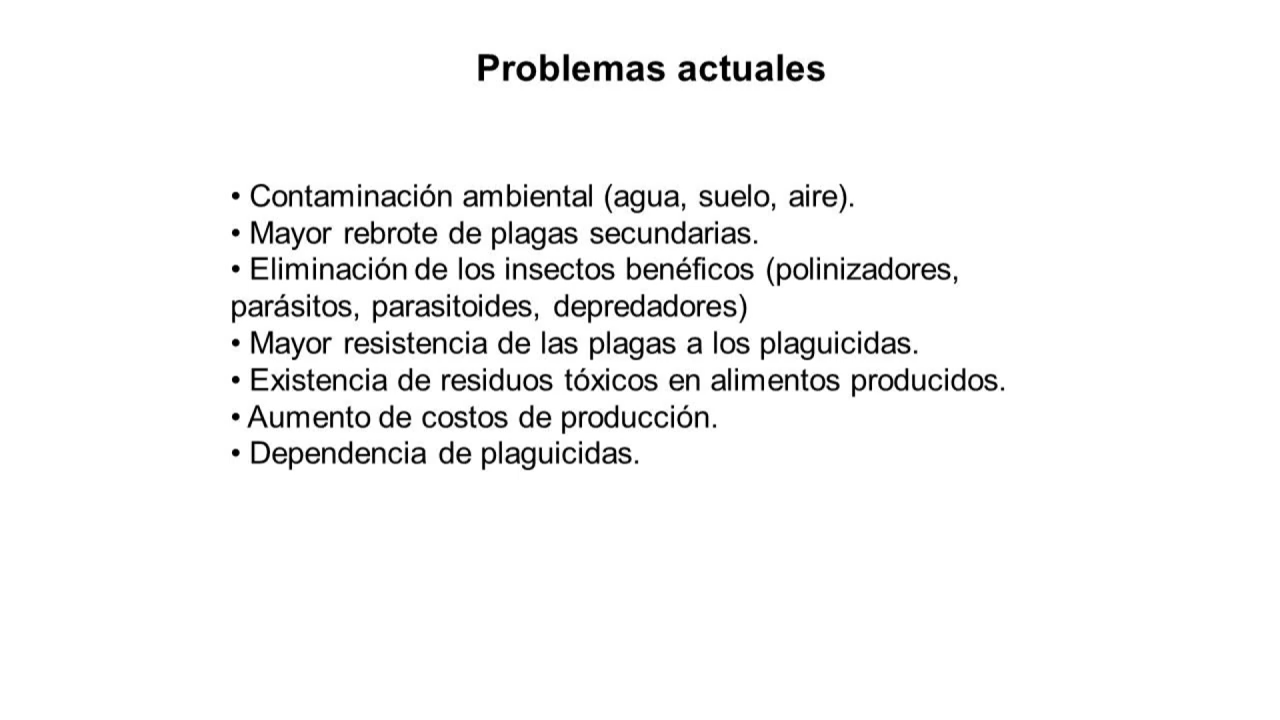 Problemas actuales
• Contaminación ambiental (agua, suelo, aire).
• Mayor rebrote de plagas secundarias.
• Eliminación de los insectos benéficos (polinizadores,
parásitos, parasitoides, depredadores)
• Mayor resistencia de las plagas a los plaguicidas.
• Existencia de residuos tóxicos en alimentos producidos.
• Aumento de costos de producción.
• Dependencia de plaguicidas.